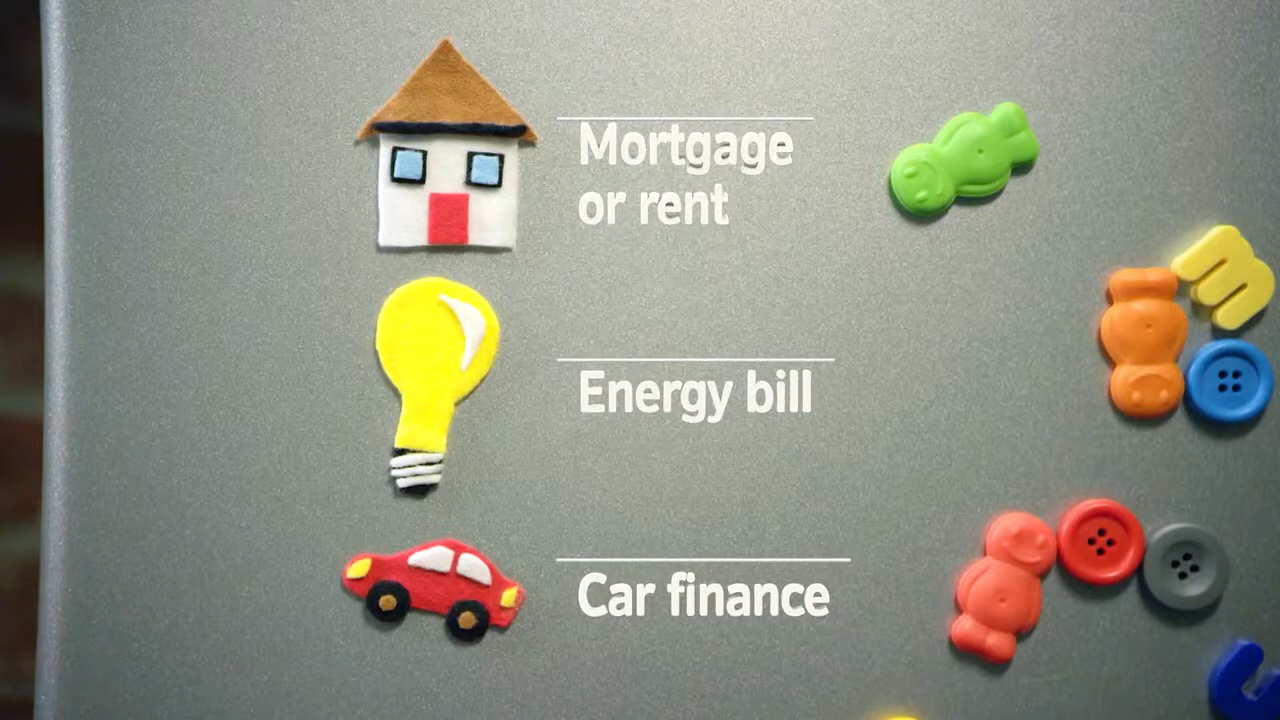 Mortgage
or rent
m
Energy bill
Car finance